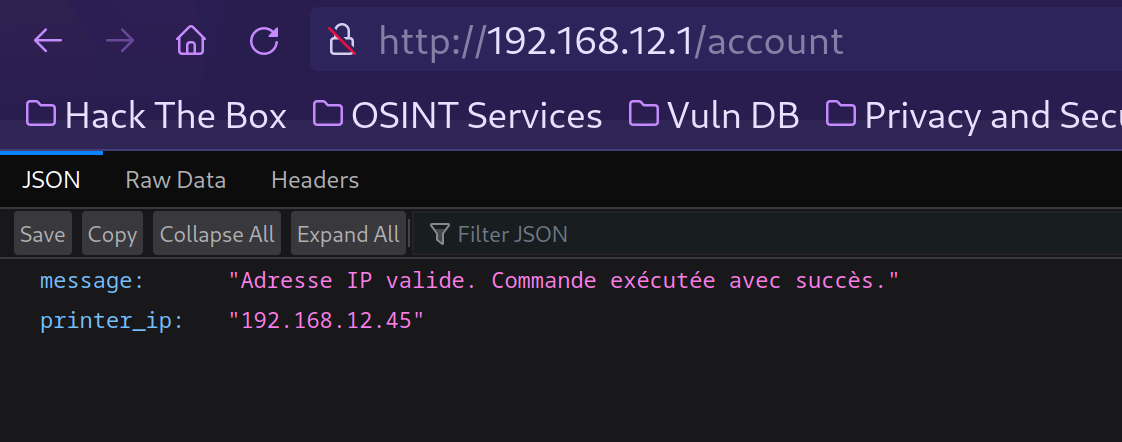 http://192.168.12.1/account
Hack The Box OSINT Services Vuln DB Privacy and Secu
JSON Raw Data Headers
Save Copy Collapse All Expand All Filter JSON
message: "Adresse IP valide. Commande exécutée avec succès."
printer_ip: "192.168.12.45"